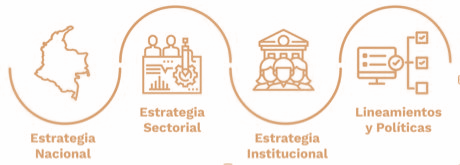 Estrategia
Nacional
Estrategia
Sectorial
Estrategia
Institucional
Lineamientos
y Políticas